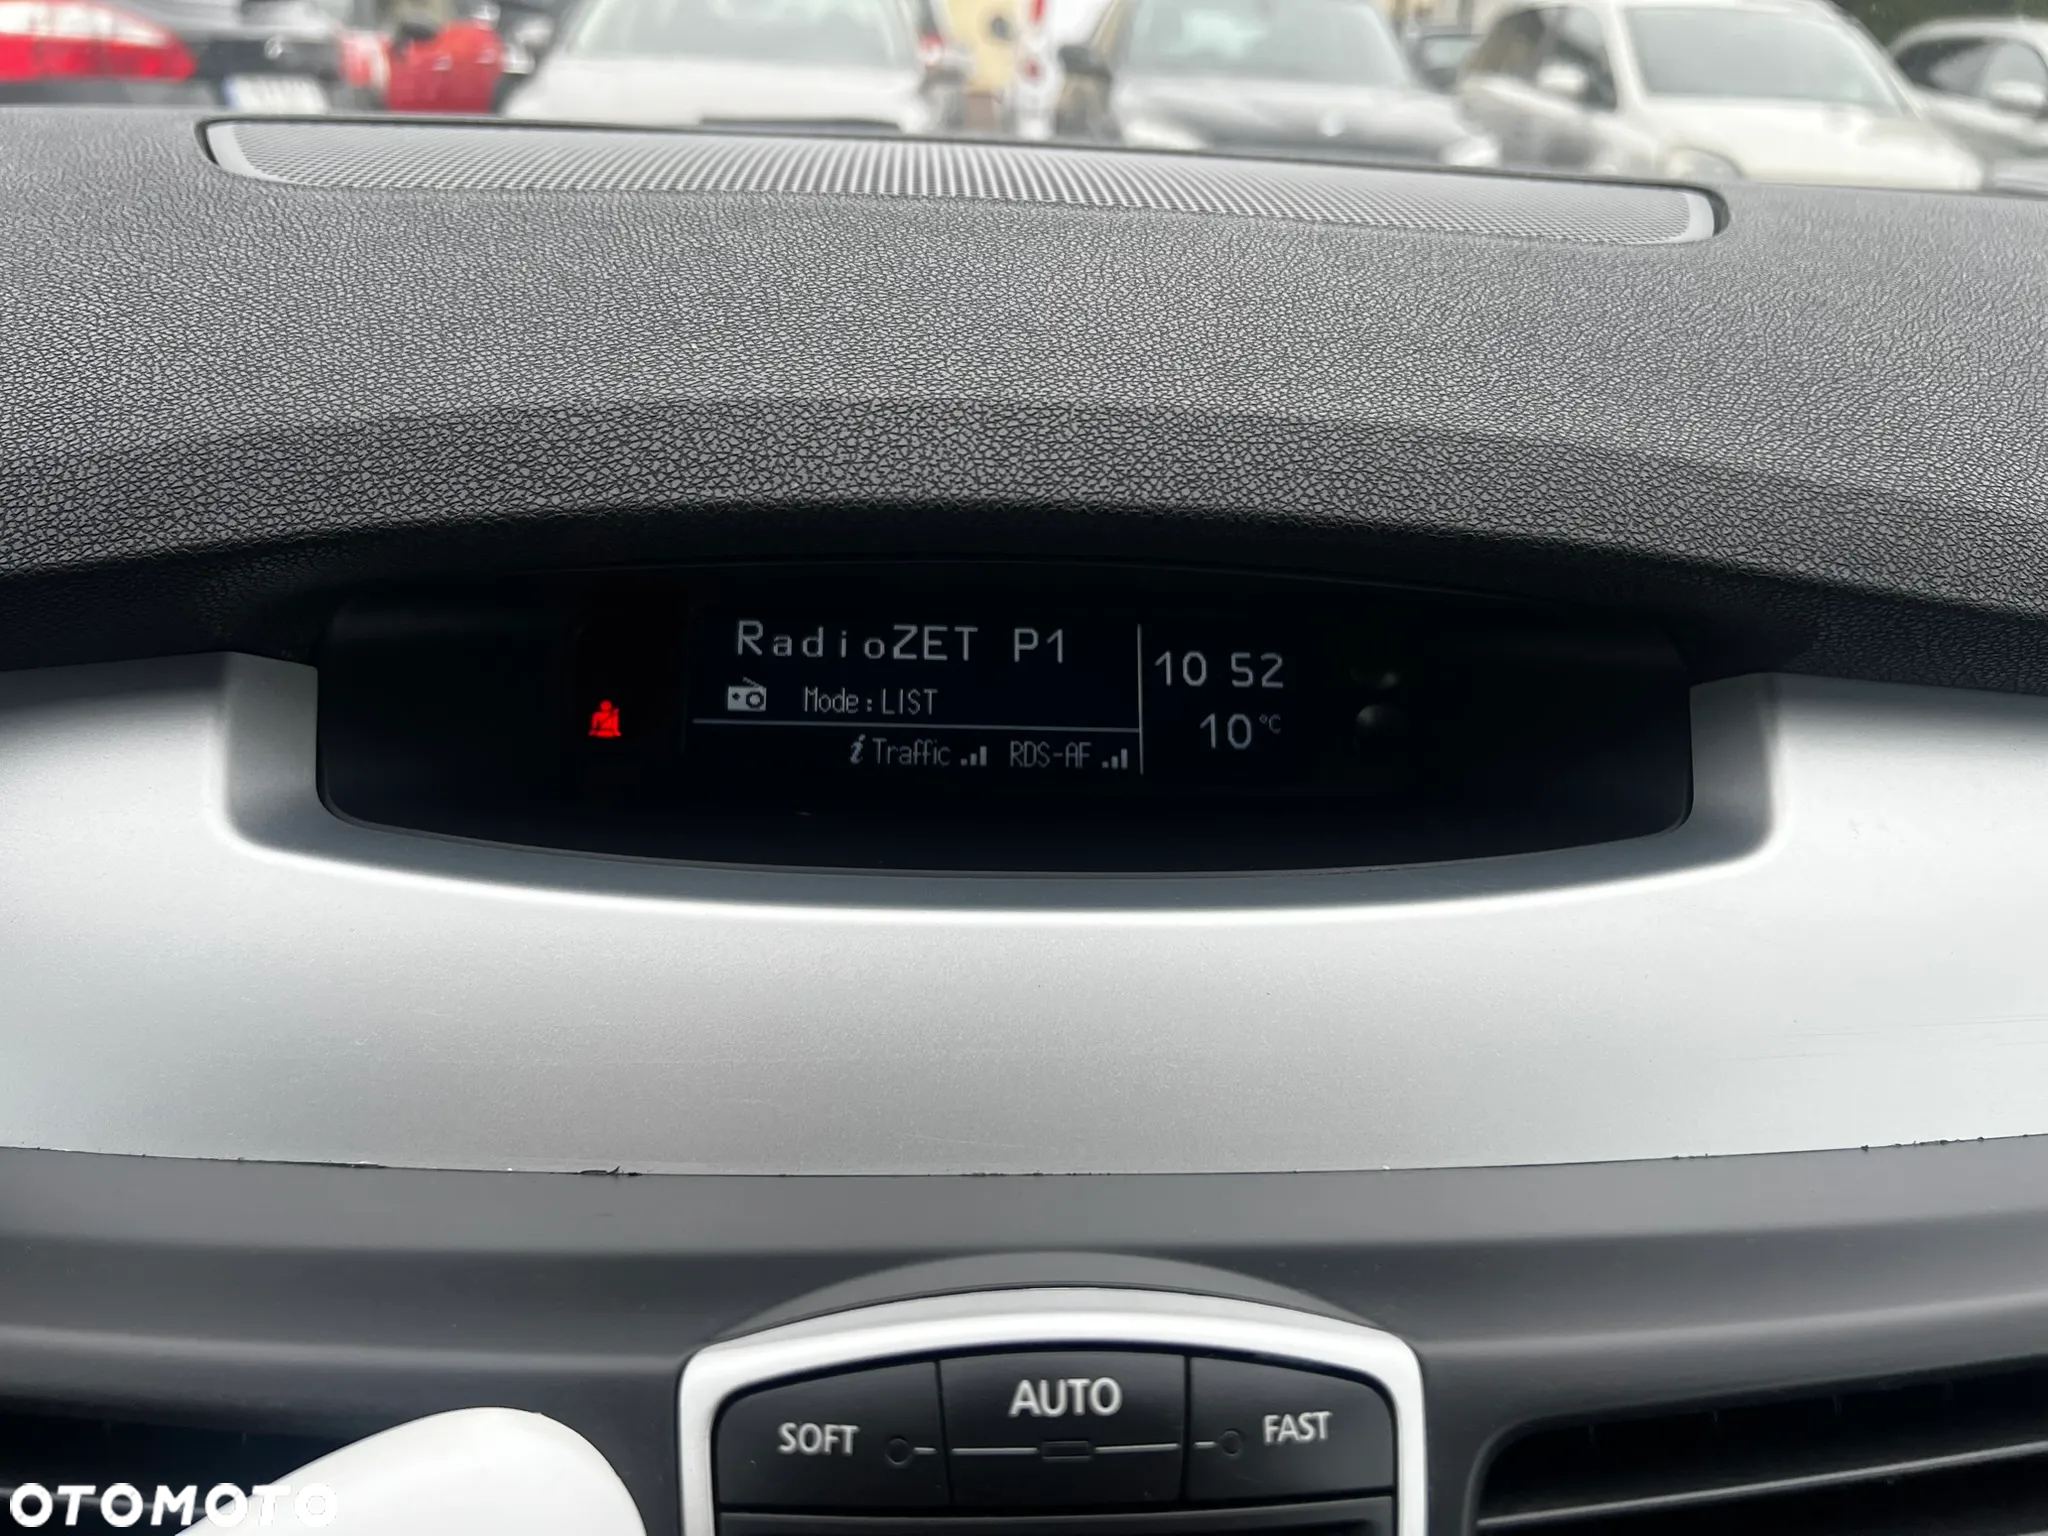 RadioZET P1
Mode:LIST
i Traffic RDS-AF
10 52
10°C
SOFT
AUTO
FAST
OTOMOTO